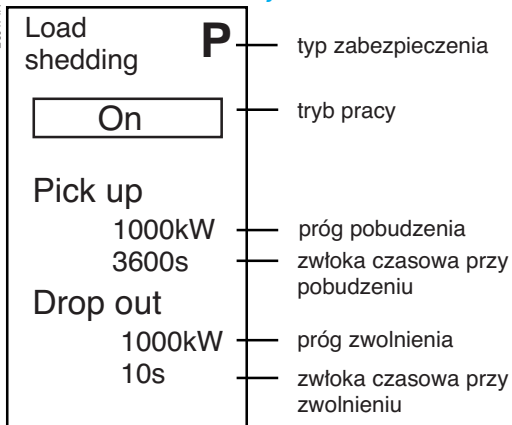 Load
shedding
P
typ zabezpieczenia
On
tryb pracy
Pick up
1000kW
próg pobudzenia
3600s
zwłoka czasowa przy
pobudzeniu
Drop out
1000kW
próg zwolnienia
10s
zwłoka czasowa przy
zwolnieniu